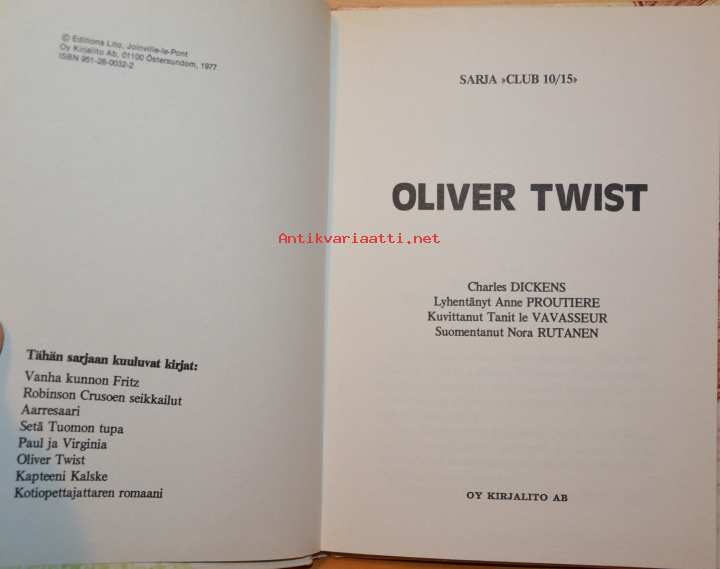 © Editions Lito, Joinville-le-Pont
Oy Kirjalito Ab, 01100 Östersundom, 1977
ISBN 951-28-0032-2
Tähän sarjaan kuuluvat kirjat:
Vanha kunnon Fritz
Robinson Crusoen seikkailut
Aarresaari
Setä Tuomon tupa
Paul ja Virginia
Oliver Twist
Kapteeni Kalske
Kotiopettajattaren romaani
SARJA »CLUB 10/15»
OLIVER TWIST
Antikvariaatti.net
Charles DICKENS
Lyhentänyt Anne PROUTIERE
Kuvittanut Tanit le VAVASSEUR
Suomentanut Nora RUTANEN
OY KIRJALITO AB